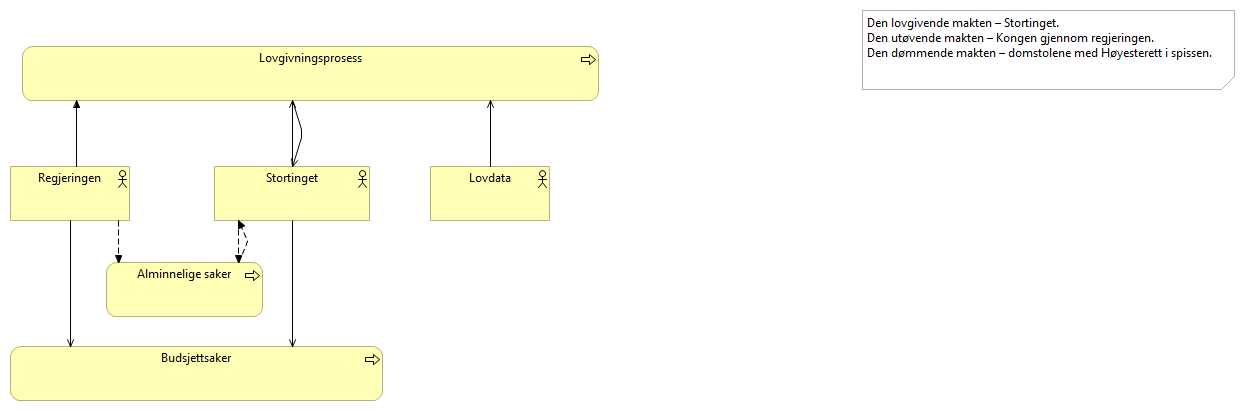 Den lovgivende makten – Stortinget.
Den utøvende makten – Kongen gjennom regjeringen.
Den dømmende makten – domstolene med Høyesterett i spissen.
Lovgivningsprosess
Regjeringen
Stortinget
Lovdata
Alminnelige saker
Budsjettsaker